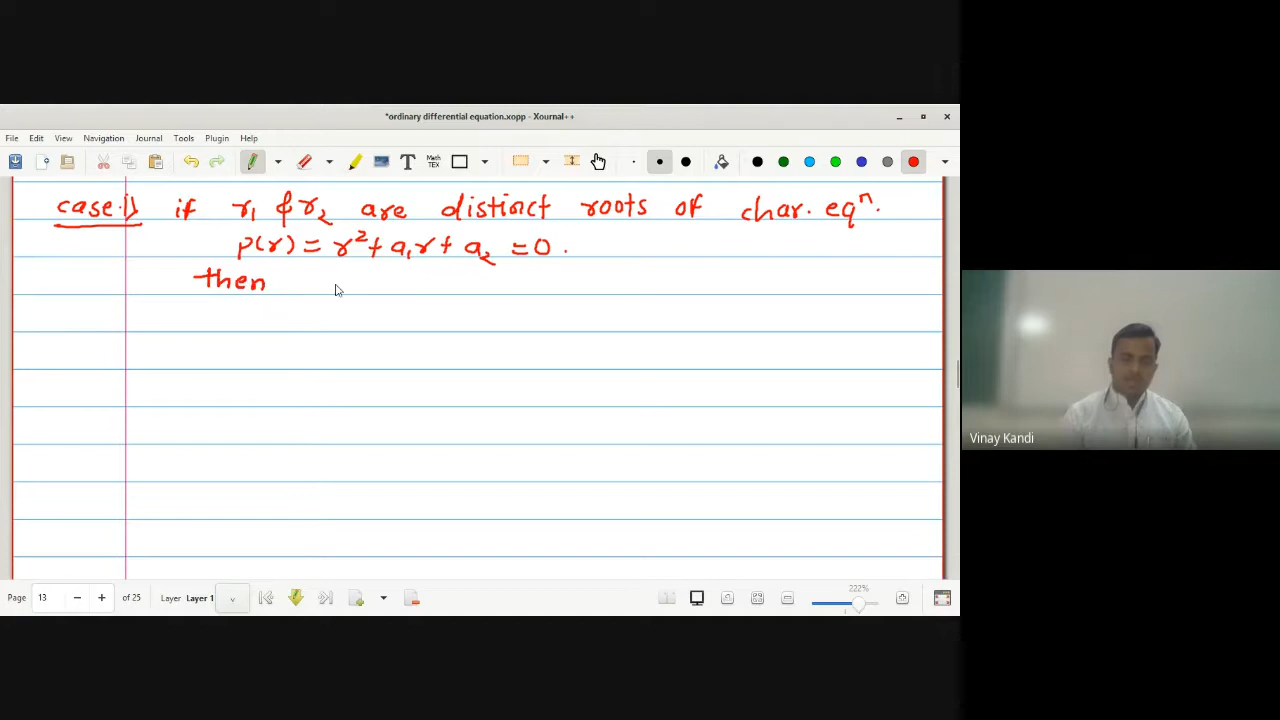 *ordinary differential equation.xopp - Xournal++
File Edit View Navigation Journal Tools Plugin Help
case.1) if r₁ & r₂ are distinct roots of char. eqⁿ.
p(r) = r² + a₁r + a₂ = 0.
then
Vinay Kandi
Page 13 of 25 Layer Layer 1 222%